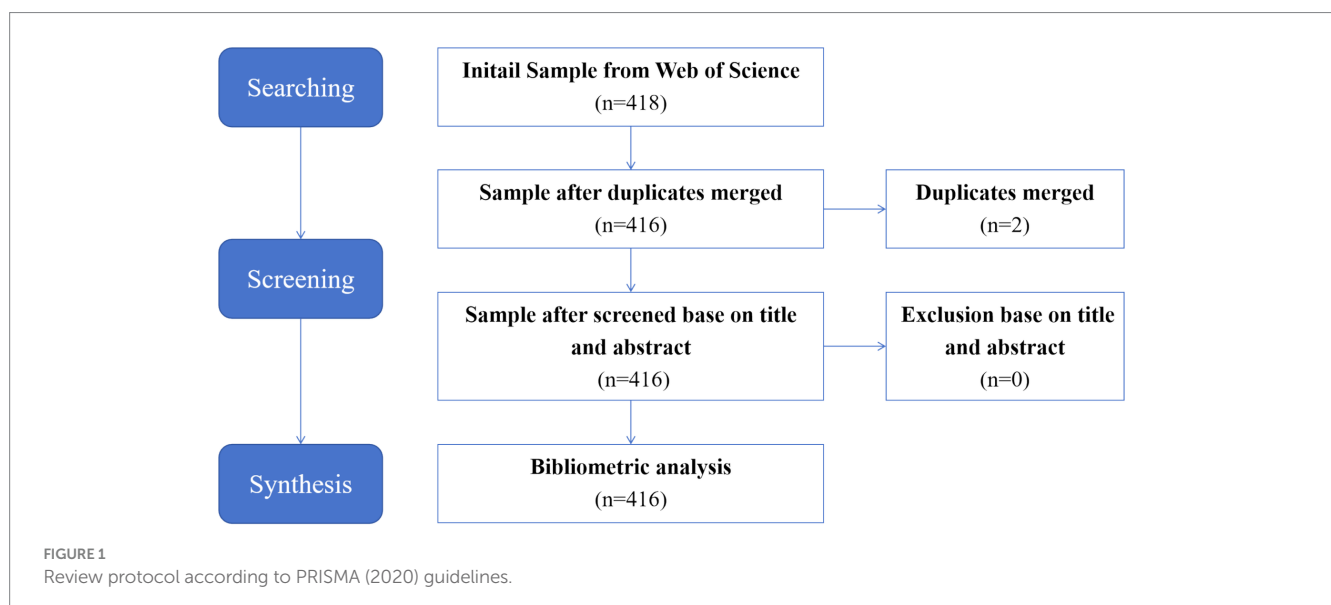 Searching
Initail Sample from Web of Science
(n=418)
Sample after duplicates merged
(n=416)
Duplicates merged
(n=2)
Screening
Sample after screened base on title
and abstract
(n=416)
Exclusion base on title
and abstract
(n=0)
Synthesis
Bibliometric analysis
(n=416)
FIGURE 1
Review protocol according to PRISMA (2020) guidelines.